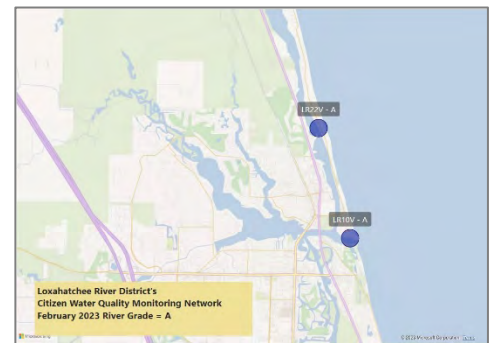 LR22V - A
LR10V - A
Loxahatchee River District's
Citizen Water Quality Monitoring Network
February 2023 River Grade = A